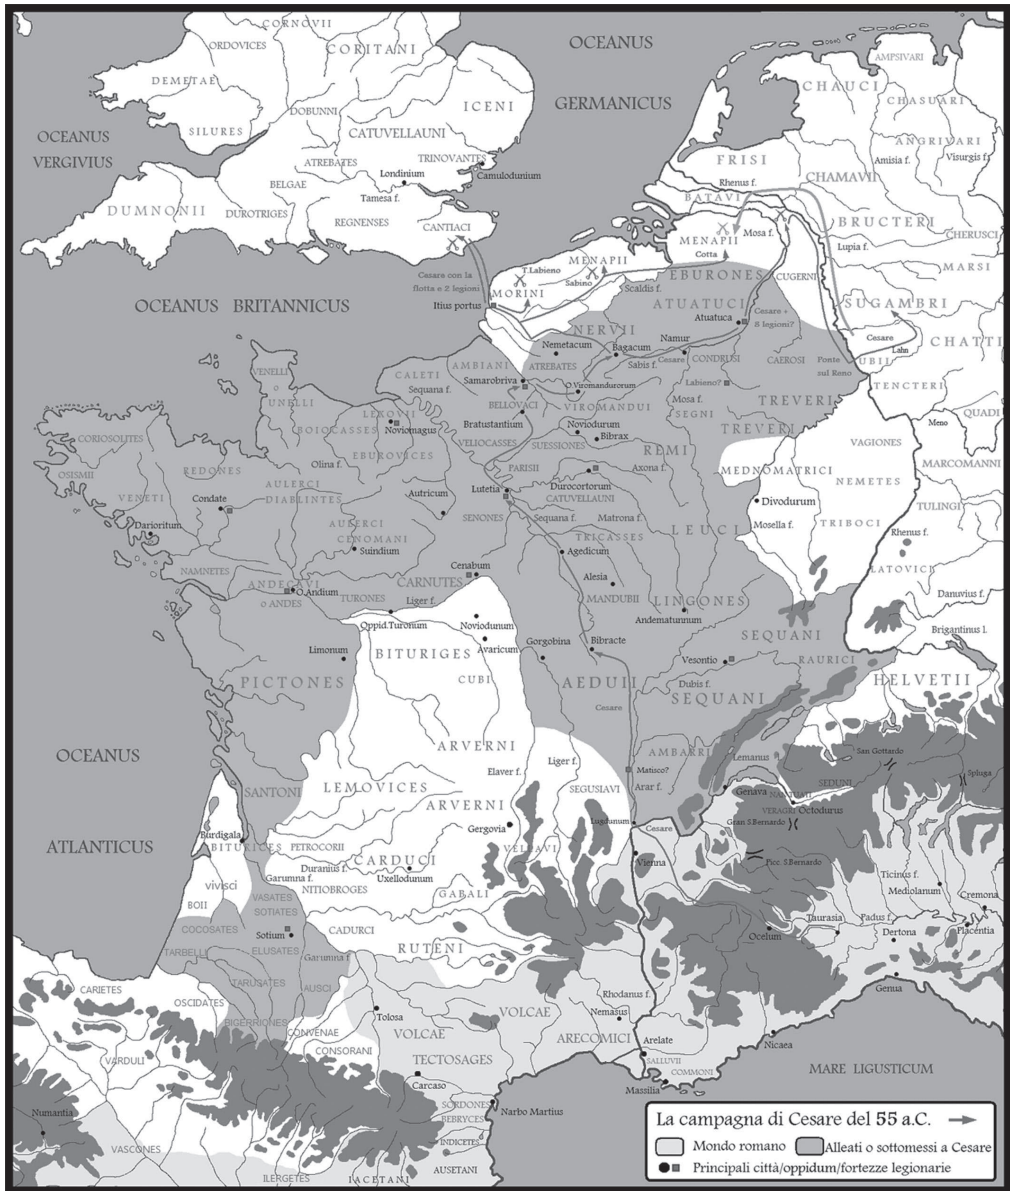 CORNOVII
ORDOVICES
CORITANI
OCEANUS
GERMANICUS
AMPSIVARI
DEMETAE
CHAUCI
CHASUARI
ICENI
DOBUNNI
OCEANUS
VERGIVIUS
SILURES
CATUVELLAUNI
ANGRIVARI
Amisia f.
Visurgis f.
ATREBATES
TRINOVANTES
Camulodunium
FRISI
CHAMAVII
Londinium
Rhenus f.
BELGAE
Tamesa f.
BATAVI
DUMNONII
DUROTRIGES
REGNENSES
CANTIACI
BRUCTERI
CHERUSCI
Mosa f.
MENAPII
Lupia f.
Cotta
MARSI
MENAPII
T.Labieno
Sabino
EBURONES
CUGERNI
Cesare con la
flotta e 2 legioni
Scaldis f.
MORINI
OCEANUS BRITANNICUS
Itius portus
ATUATUCI
SUGAMBRI
Atuatuca
Cesare +
8 legioni?
NERVII
Cesare
Lahn
CHATTI
Nemetacum
Bagacum
Namur
UBII
ATREBATES
Sabis f.
Cesare
CONDRUSI
CAEROSI
Ponte
sul Reno
VENELLI
AMBIANI
CALETI
Samarobriva
O.Viromandurorum
Labieno?
TENCTERI
Sequana f.
UNELLI
BELLOVACI
VIROMANDUI
Mosa f.
TREVERI
LEXOVII
Noviomagus
Bratustantium
SEGNI
QUADI
Meno
BOIOCASSES
Noviodurum
Bibrax
TREVERI
CORIOSOLITES
VELIOCASSES
SUESSIONES
REMI
VAGIONES
EBUROVICES
Olina f.
PARISII
Axona f.
MEDNOMATRICI
MARCOMANNI
OSISMII
REDONES
AULERCI
DIABLINTES
Durocortorum
NEMETES
Lutetia
CATUVELLAUNI
Divodurum
VENETI
Condate
Autricum
TULINGI
Darioritum
AULERCI
CENOMANI
SENONES
Sequana f.
Matrona f.
Mosella f.
TRIBOCI
LEUCI
Rhenus f.
TRICASSES
Suindium
Agedicum
NAMNETES
Cenabum
LATOVICI
ANDECAVI
O.Andium
CARNUTES
Alesia
o ANDES
TURONES
Liger f.
MANDUBII
LINGONES
Danuvius f.
Oppid.Turonum
Noviodunum
Andematunnum
Brigantinus l.
Limonum
Avaricum
Gorgobina
Bibracte
SEQUANI
BITURIGES
CUBI
Vesontio
RAURICI
PICTONES
AEDUII
Dubis f.
HELVETII
SEQUANI
Cesare
OCEANUS
ARVERNI
AMBARRI
San Gottardo
Liger f.
Lemanus l.
Elaver f.
Matisco?
Spluga
SANTONI
LEMOVICES
SEGUSIAVI
Arar f.
Genava
NANTUATI
SEDUNI
ARVERNI
VERAGRI
Octodurus
Burdigala
Gergovia
Lugdunum
Cesare
Gran S.Bernardo
ATLANTICUS
BITURICES
PETROCORII
VELLAVI
Vienna
Picc. S.Bernardo
Duranius f.
CARDUCI
Garumna f.
Uxellodunum
Ticinus f.
vivisci
NITIOBROGES
GABALI
Mediolanum
Cremona
BOII
VASATES
SOTIATES
Taurasia
Padus f.
COCOSATES
Sotium
CADURCI
Ocelum
Dertona
Placentia
RUTENI
TARBELLI
ELUSATES
Garumna f.
Genua
CARIETES
TARUSATES
AUSCI
Rhodanus f.
OSCIDATES
Tolosa
VOLCAE
Nemasus
BIGERRIONES
CONVENAE
VOLCAE
ARECOMICI
Arelate
Nicaea
VARDULI
CONSORANI
TECTOSAGES
SALLUVII
COMMONI
MARE LIGUSTICUM
Carcaso
Massilia
Numantia
SORDONES
Narbo Martius
BEBRYCES
VASCONES
INDICETES
AUSETANI
ILERGETES
IACETANI
La campagna di Cesare del 55 a.C.
Mondo romano
Alleati o sottomessi a Cesare
Principali città/oppidum/fortezze legionarie